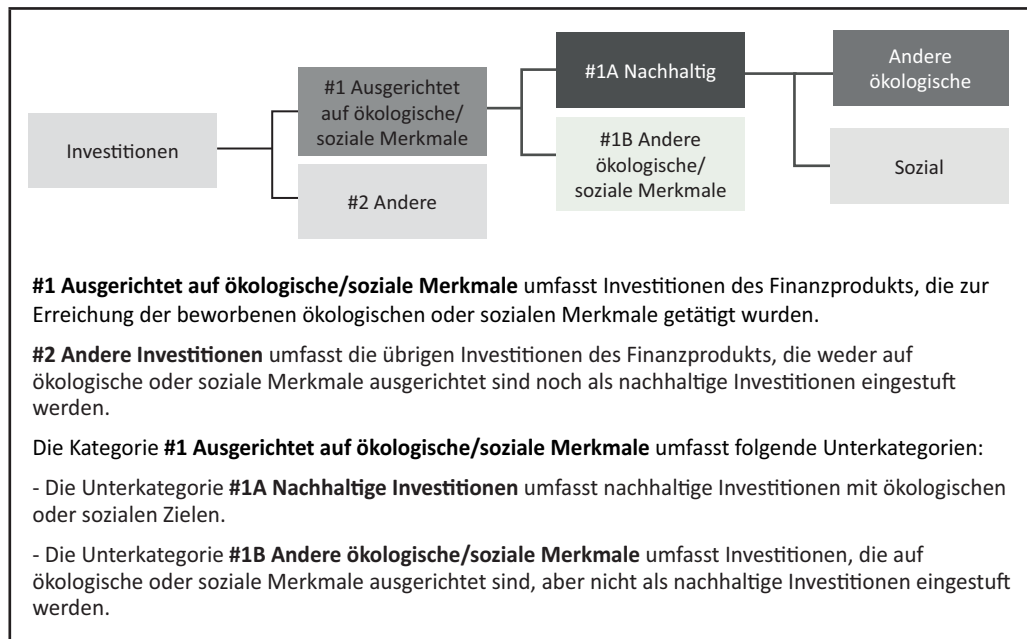 Investitionen
#1 Ausgerichtet
auf ökologische/
soziale Merkmale
#2 Andere
#1A Nachhaltig
#1B Andere
ökologische/
soziale Merkmale
Andere
ökologische
Sozial
#1 Ausgerichtet auf ökologische/soziale Merkmale umfasst Investitionen des Finanzprodukts, die zur
Erreichung der beworbenen ökologischen oder sozialen Merkmale getätigt wurden.
#2 Andere Investitionen umfasst die übrigen Investitionen des Finanzprodukts, die weder auf
ökologische oder soziale Merkmale ausgerichtet sind noch als nachhaltige Investitionen eingestuft
werden.
Die Kategorie #1 Ausgerichtet auf ökologische/soziale Merkmale umfasst folgende Unterkategorien:
- Die Unterkategorie #1A Nachhaltige Investitionen umfasst nachhaltige Investitionen mit ökologischen
oder sozialen Zielen.
- Die Unterkategorie #1B Andere ökologische/soziale Merkmale umfasst Investitionen, die auf
ökologische oder soziale Merkmale ausgerichtet sind, aber nicht als nachhaltige Investitionen eingestuft
werden.